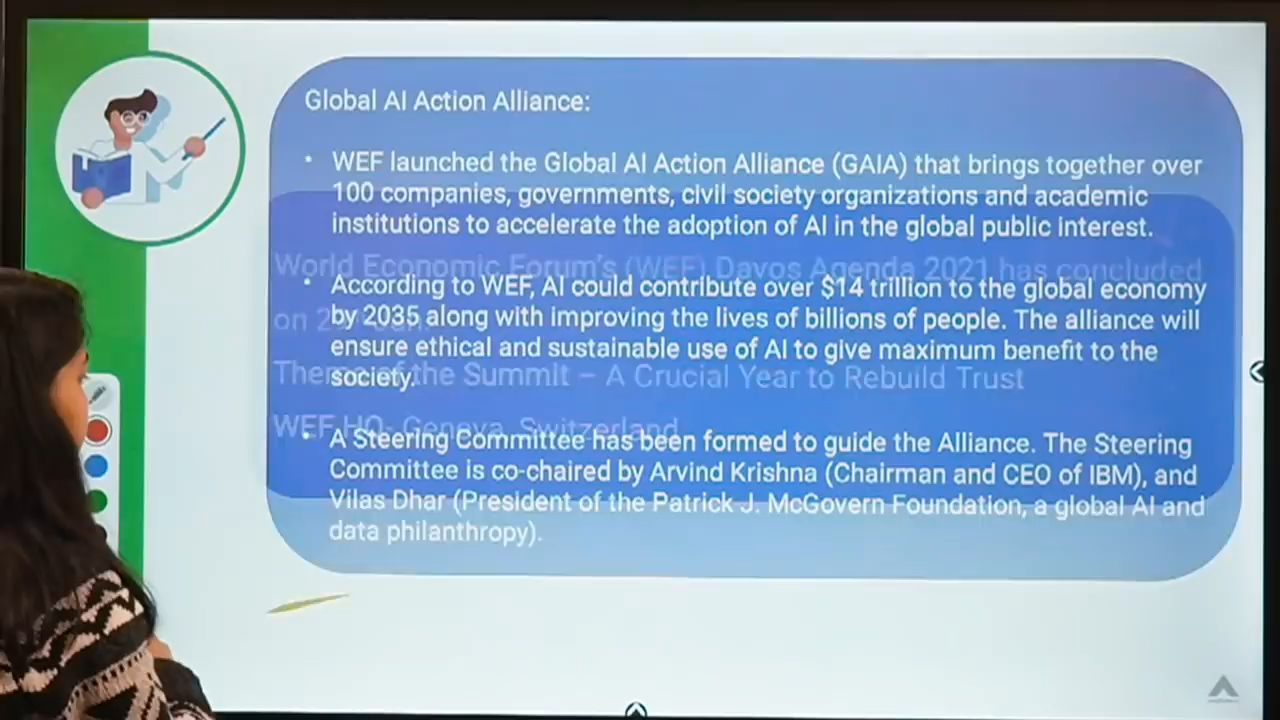 Global AI Action Alliance:
• WEF launched the Global AI Action Alliance (GAIA) that brings together over
100 companies, governments, civil society organizations and academic
institutions to accelerate the adoption of AI in the global public interest.
World Economic Forum's (WEF) Davos Agenda 2021 has concluded
• According to WEF, AI could contribute over $14 trillion to the global economy
by 2035 along with improving the lives of billions of people. The alliance will
on 2
ensure ethical and sustainable use of AI to give maximum benefit to the
society.
Theme of the Summit – A Crucial Year to Rebuild Trust
WEF HQ- Geneva, Switzerland
• A Steering Committee has been formed to guide the Alliance. The Steering
Committee is co-chaired by Arvind Krishna (Chairman and CEO of IBM), and
Vilas Dhar (President of the Patrick J. McGovern Foundation, a global AI and
data philanthropy).